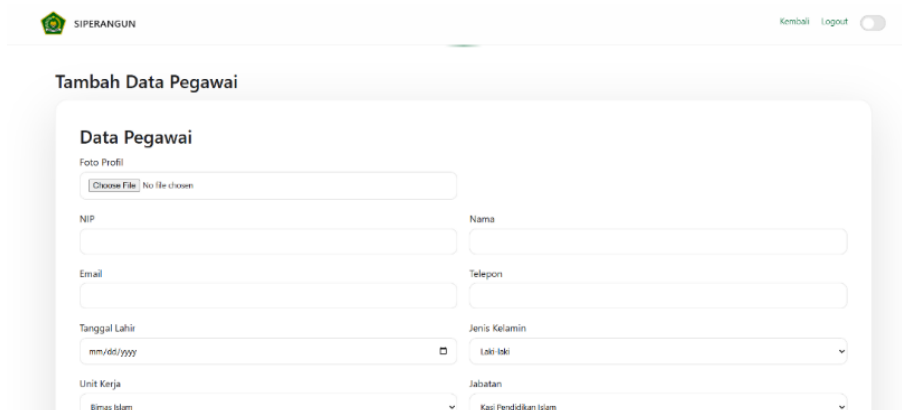 SIPERANGUN
Kembali Logout
Tambah Data Pegawai
Data Pegawai
Foto Profil
Choose File No file chosen
NIP Nama
Email Telepon
Tanggal Lahir Jenis Kelamin
mm/dd/yyyy Laki-laki
Unit Kerja Jabatan
Bimas Islam Kasi Pendidikan Islam